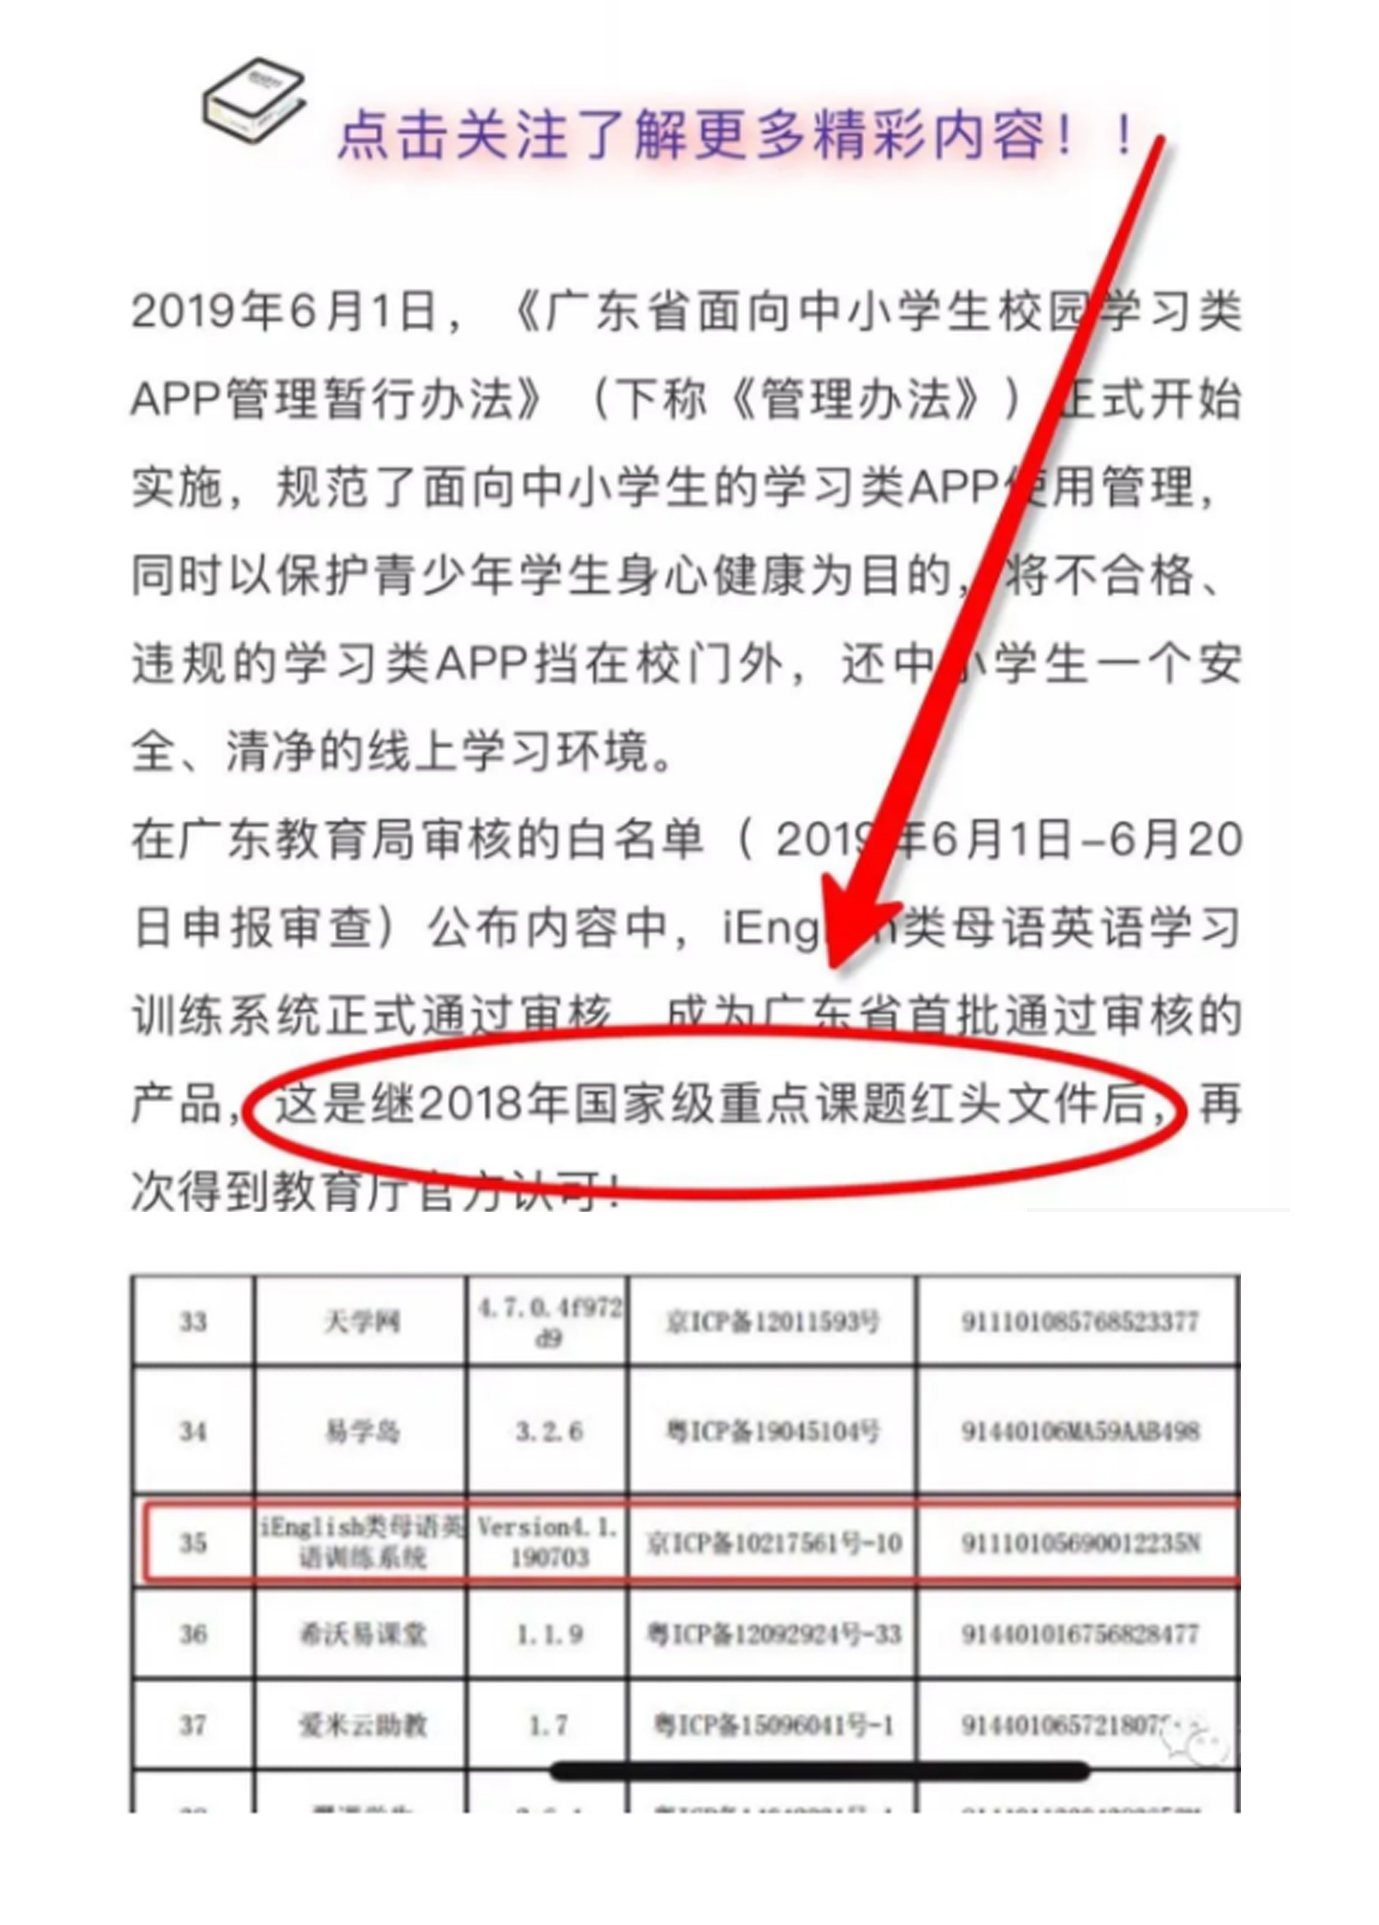 点击关注了解更多精彩内容！！
2019年6月1日，《广东省面向中小学生校园学习类
APP管理暂行办法》（下称《管理办法》）正式开始
实施，规范了面向中小学生的学习类APP使用管理，
同时以保护青少年学生身心健康为目的，将不合格、
违规的学习类APP挡在校门外，还中小学生一个安
全、清净的线上学习环境。
在广东教育局审核的白名单（ 2019年6月1日-6月20
日申报审查）公布内容中，iEnglish类母语英语学习
训练系统正式通过审核，成为广东省首批通过审核的
产品，这是继2018年国家级重点课题红头文件后，再
次得到教育厅官方认可！
33 天学网 4.7.0.4f972d9 京ICP备12011593号 911101085768523377
34 易学岛 3.2.6 粤ICP备19045104号 91440106MA59AAB498
35 iEnglish类母语英语训练系统 Version4.1.190703 京ICP备10217561号-10 91110105690012235N
36 希沃易课堂 1.1.9 粤ICP备12092924号-33 914401016756828477
37 爱米云助教 1.7 粤ICP备15096041号-1